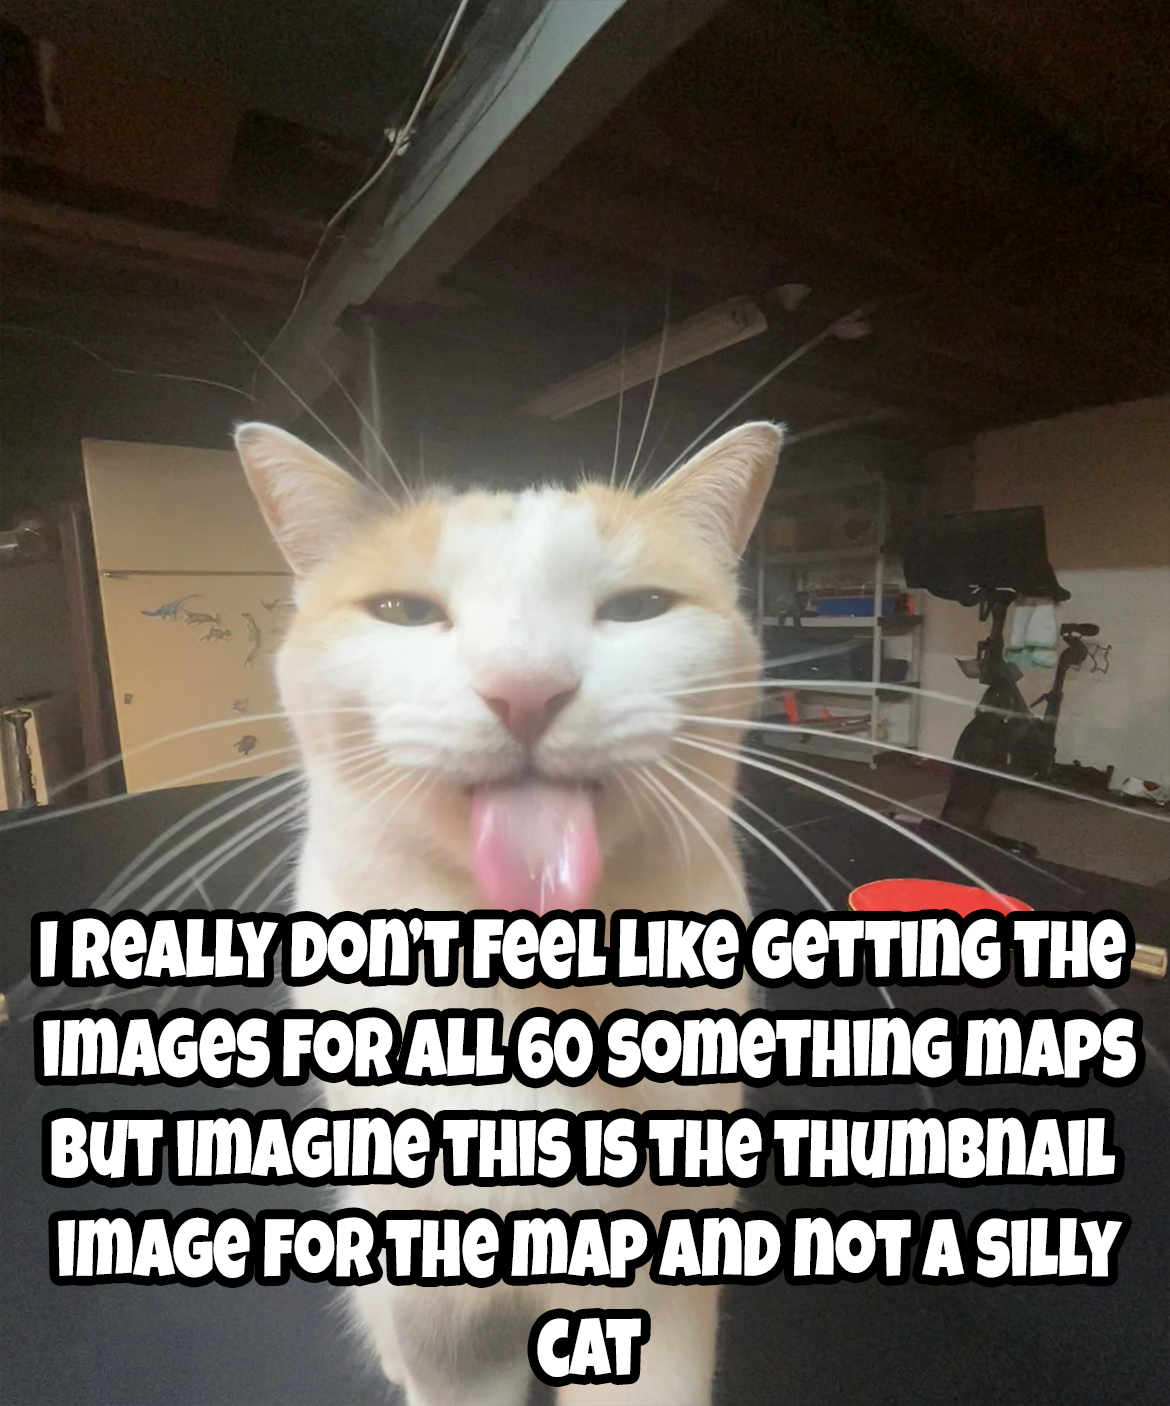 I REALLY DON'T FEEL LIKE GETTING THE
IMAGES FOR ALL 60 SOMETHING MAPS
BUT IMAGINE THIS IS THE THUMBNAIL
IMAGE FOR THE MAP AND NOT A SILLY
CAT